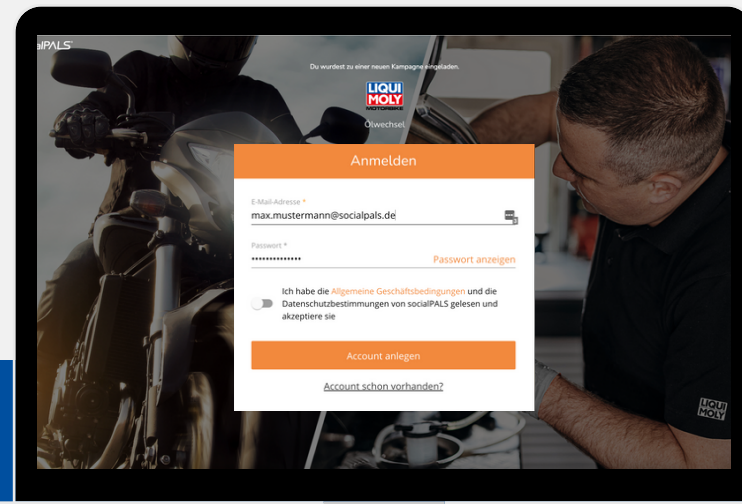 alPALS
Du wurdest zu einer neuen Kampagne eingeladen.
LIQUI
MOLY
MOTORBIKE
Ölwechsel
Anmelden
E-Mail-Adresse *
max.mustermann@socialpals.de
Passwort *
••••••••••••••
Passwort anzeigen
Ich habe die Allgemeine Geschäftsbedingungen und die
Datenschutzbestimmungen von socialPALS gelesen und
akzeptiere sie
Account anlegen
Account schon vorhanden?
LIQUI
MOLY